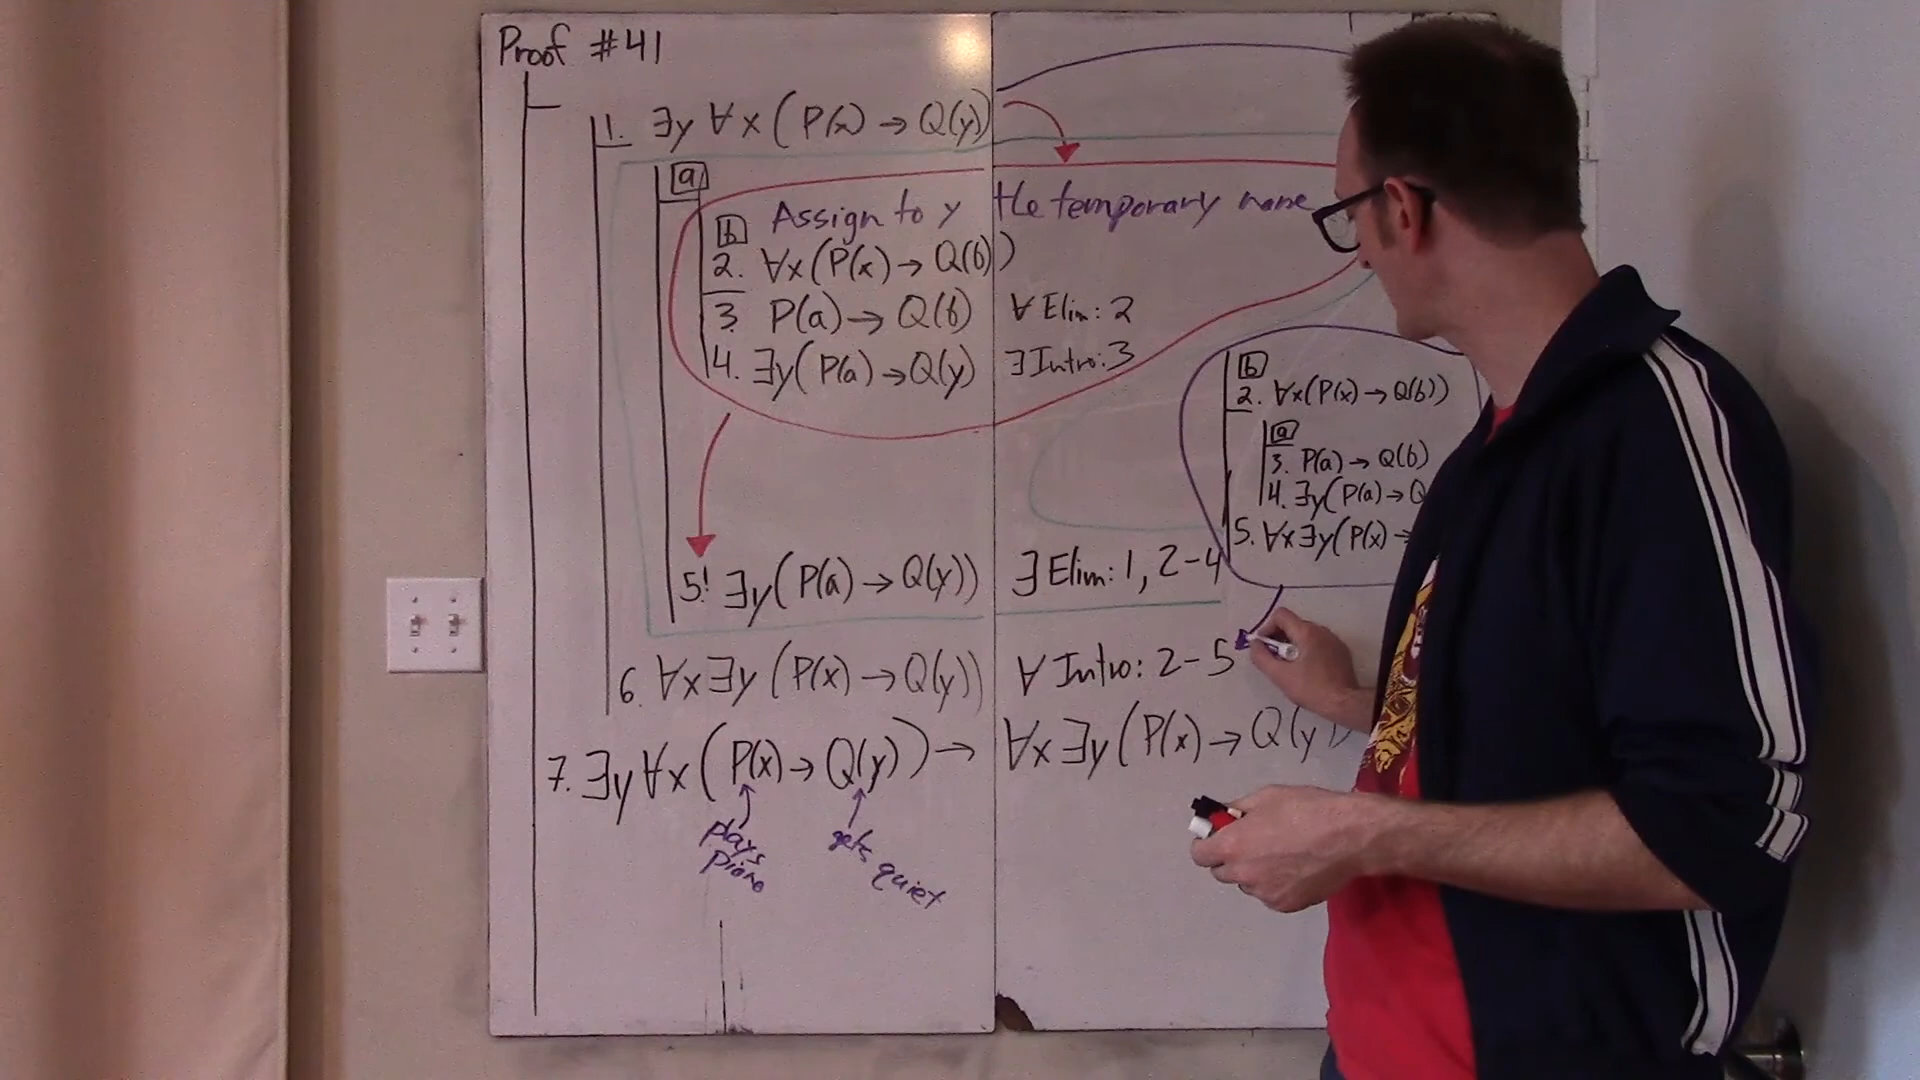 Proof #41
1. ∃y ∀x (P(x) → Q(y))
a
Assign to y the temporary name
b
2. ∀x(P(x) → Q(b))
3. P(a) → Q(b) ∀ Elim: 2
4. ∃y(P(a) → Q(y) ∃ Intro: 3
5! ∃y(P(a) → Q(y)) ∃ Elim: 1, 2-4
6. ∀x∃y(P(x) → Q(y)) ∀ Intro: 2-5
7. ∃y∀x(P(x) → Q(y)) → ∀x∃y(P(x) → Q(y))
plays piano
gets quiet
b
2. ∀x(P(x) → Q(b))
a
3. P(a) → Q(b)
4. ∃y(P(a) → Q
5. ∀x∃y(P(x) →